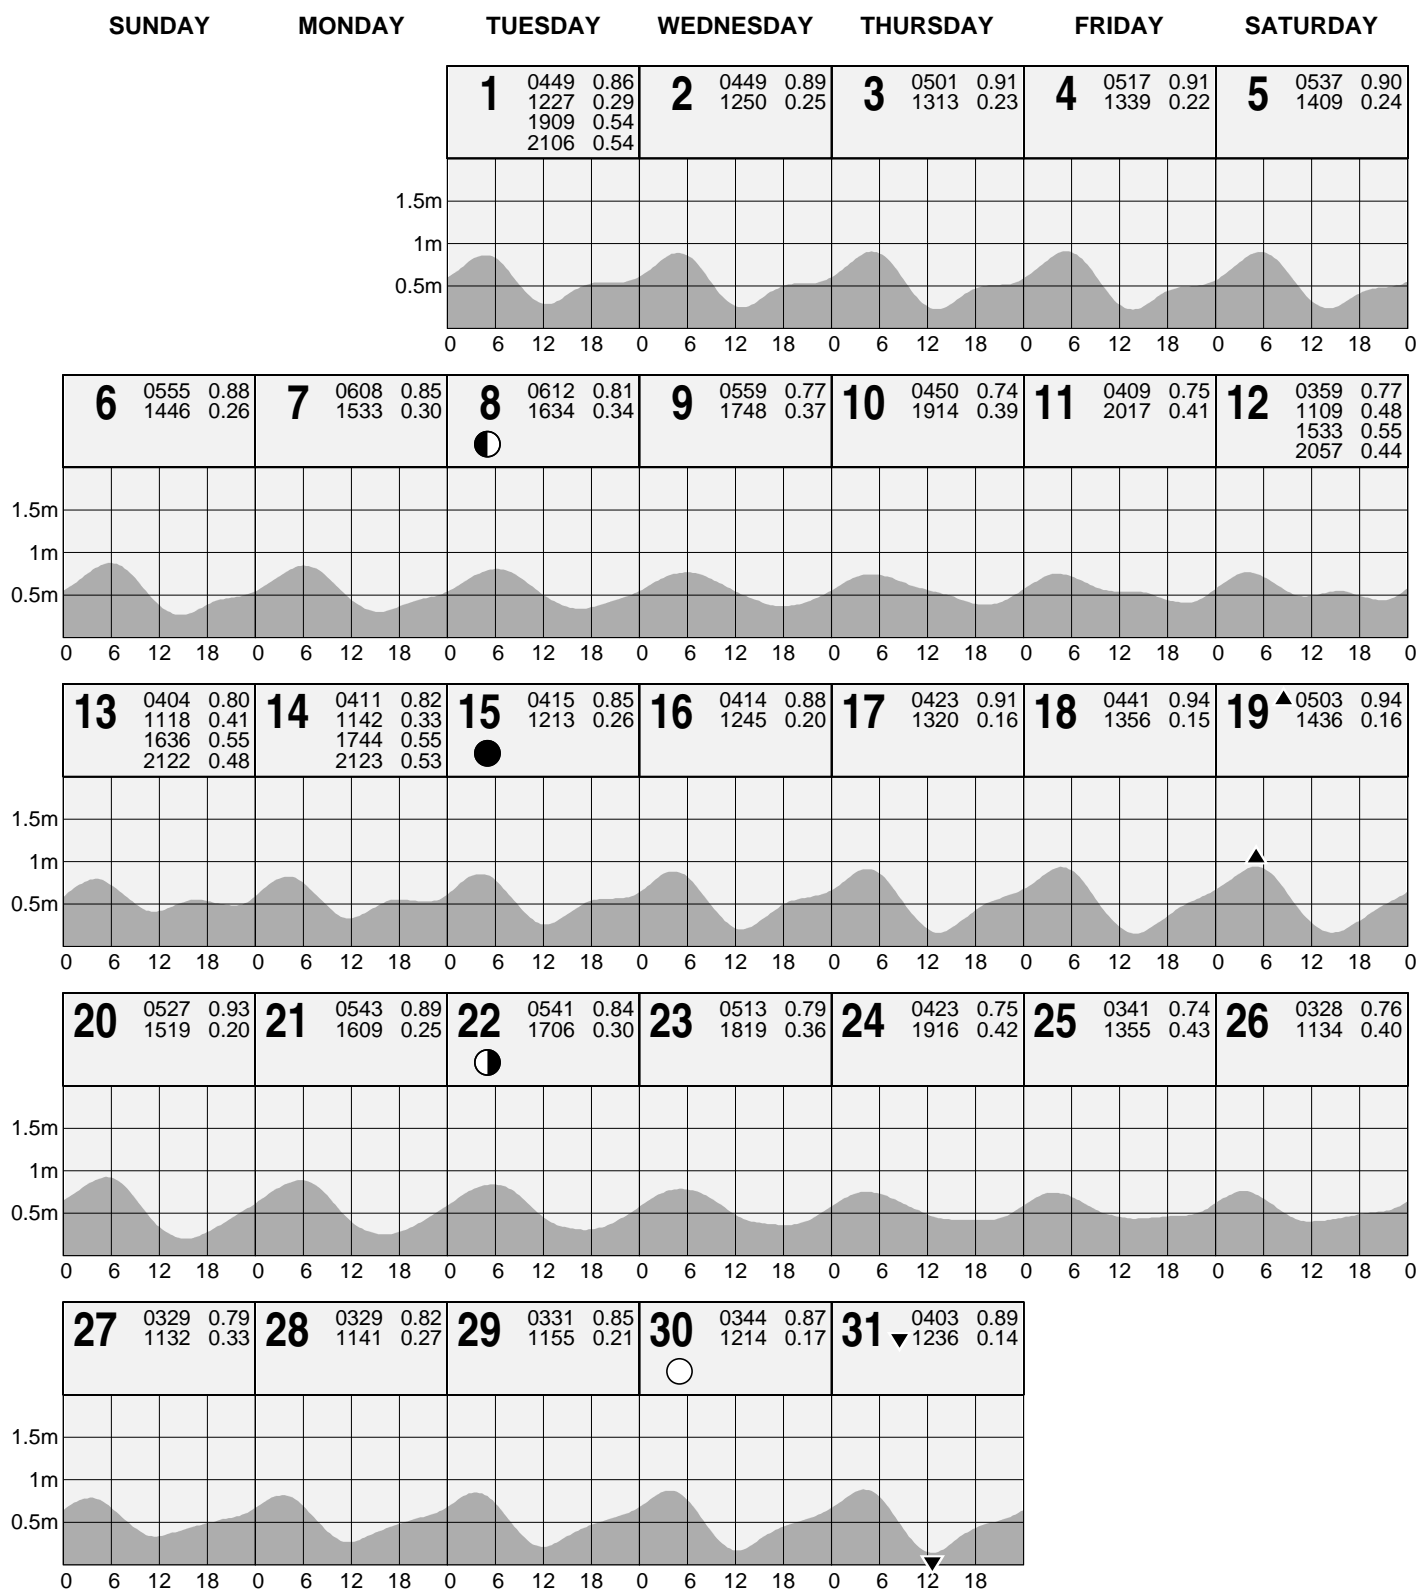 SUNDAY MONDAY TUESDAY WEDNESDAY THURSDAY FRIDAY SATURDAY
1 0449 0.86 2 0449 0.89 3 0501 0.91 4 0517 0.91 5 0537 0.90
1227 0.29 1250 0.25 1313 0.23 1339 0.22 1409 0.24
1909 0.54
2106 0.54
1.5m
1m
0.5m
0 6 12 18 0 6 12 18 0 6 12 18 0 6 12 18 0 6 12 18 0
6 0555 0.88 7 0608 0.85 8 0612 0.81 9 0559 0.77 10 0450 0.74 11 0409 0.75 12 0359 0.77
1446 0.26 1533 0.30 1634 0.34 1748 0.37 1914 0.39 2017 0.41 1109 0.48
1533 0.55
2057 0.44
1.5m
1m
0.5m
0 6 12 18 0 6 12 18 0 6 12 18 0 6 12 18 0 6 12 18 0 6 12 18 0 6 12 18 0
13 0404 0.80 14 0411 0.82 15 0415 0.85 16 0414 0.88 17 0423 0.91 18 0441 0.94 19 0503 0.94
1118 0.41 1142 0.33 1213 0.26 1245 0.20 1320 0.16 1356 0.15 1436 0.16
1636 0.55 1744 0.55
2122 0.48 2123 0.53
1.5m
1m
0.5m
0 6 12 18 0 6 12 18 0 6 12 18 0 6 12 18 0 6 12 18 0 6 12 18 0 6 12 18 0
20 0527 0.93 21 0543 0.89 22 0541 0.84 23 0513 0.79 24 0423 0.75 25 0341 0.74 26 0328 0.76
1519 0.20 1609 0.25 1706 0.30 1819 0.36 1916 0.42 1355 0.43 1134 0.40
1.5m
1m
0.5m
0 6 12 18 0 6 12 18 0 6 12 18 0 6 12 18 0 6 12 18 0 6 12 18 0 6 12 18 0
27 0329 0.79 28 0329 0.82 29 0331 0.85 30 0344 0.87 31 0403 0.89
1132 0.33 1141 0.27 1155 0.21 1214 0.17 1236 0.14
1.5m
1m
0.5m
0 6 12 18 0 6 12 18 0 6 12 18 0 6 12 18 0 6 12 18